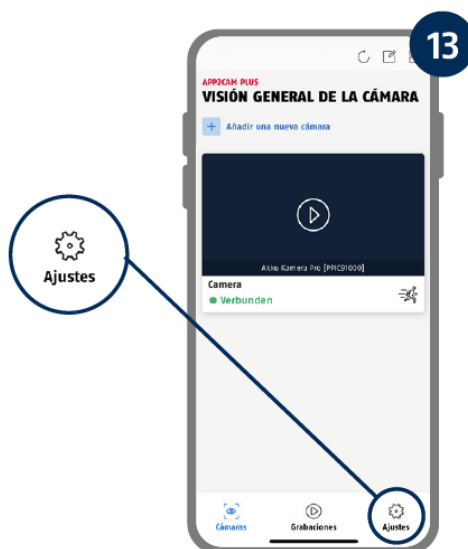 13
APP2CAM PLUS
VISIÓN GENERAL DE LA CÁMARA
+ Añadir una nueva cámara
Akku Kamera Pro [PPIC91000]
Camera
Verbunden
Ajustes
Cámaras
Grabaciones
Ajustes